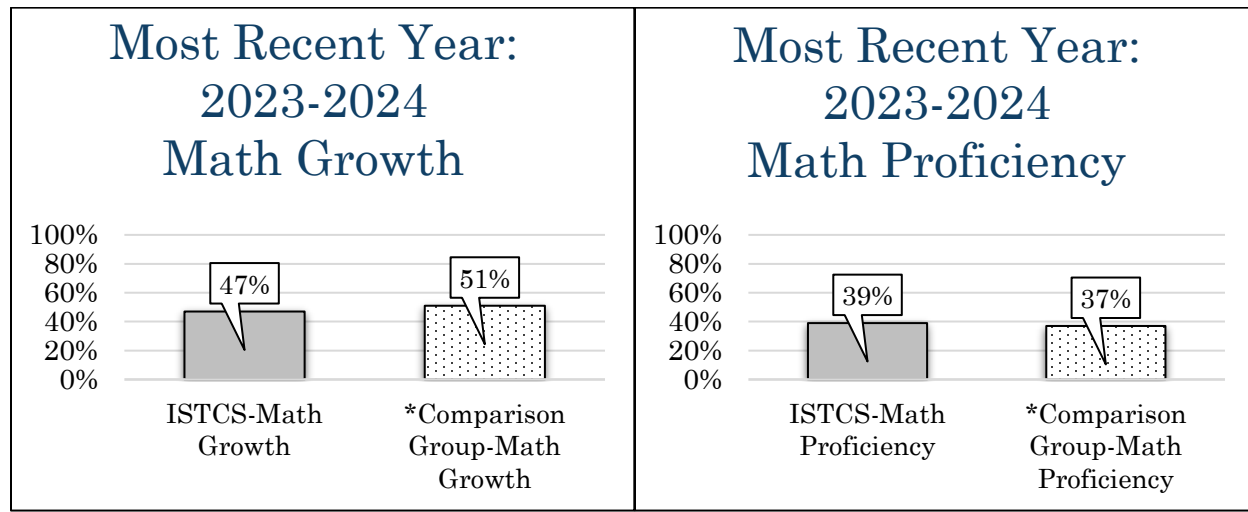 Most Recent Year:
2023-2024
Math Growth
100%
80%
60%
40%
20%
0%
47%
51%
ISTCS-Math
Growth
*Comparison
Group-Math
Growth
Most Recent Year:
2023-2024
Math Proficiency
100%
80%
60%
40%
20%
0%
39%
37%
ISTCS-Math
Proficiency
*Comparison
Group-Math
Proficiency